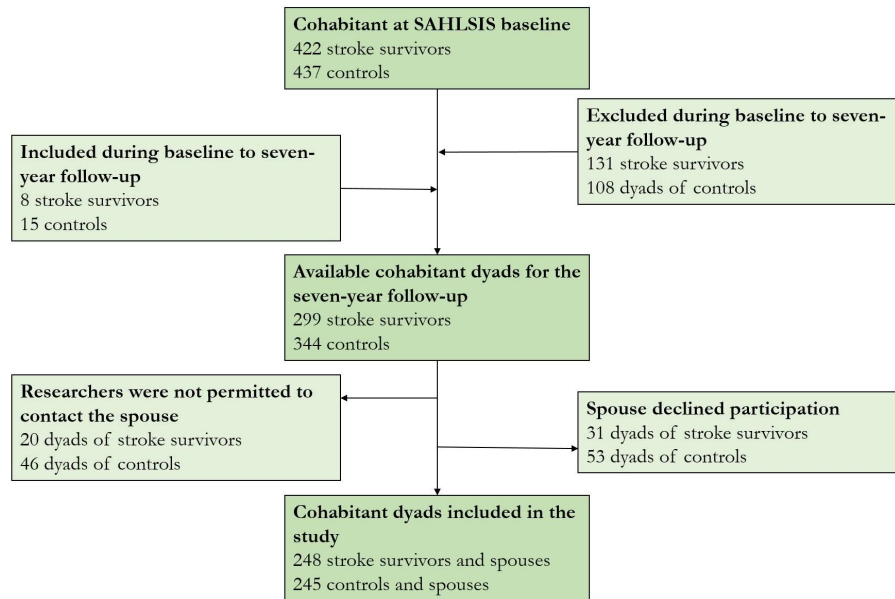 Cohabitant at SAHLSIS baseline
422 stroke survivors
437 controls
Excluded during baseline to seven-
year follow-up
131 stroke survivors
108 dyads of controls
Included during baseline to seven-
year follow-up
8 stroke survivors
15 controls
Available cohabitant dyads for the
seven-year follow-up
299 stroke survivors
344 controls
Researchers were not permitted to
contact the spouse
20 dyads of stroke survivors
46 dyads of controls
Spouse declined participation
31 dyads of stroke survivors
53 dyads of controls
Cohabitant dyads included in the
study
248 stroke survivors and spouses
245 controls and spouses